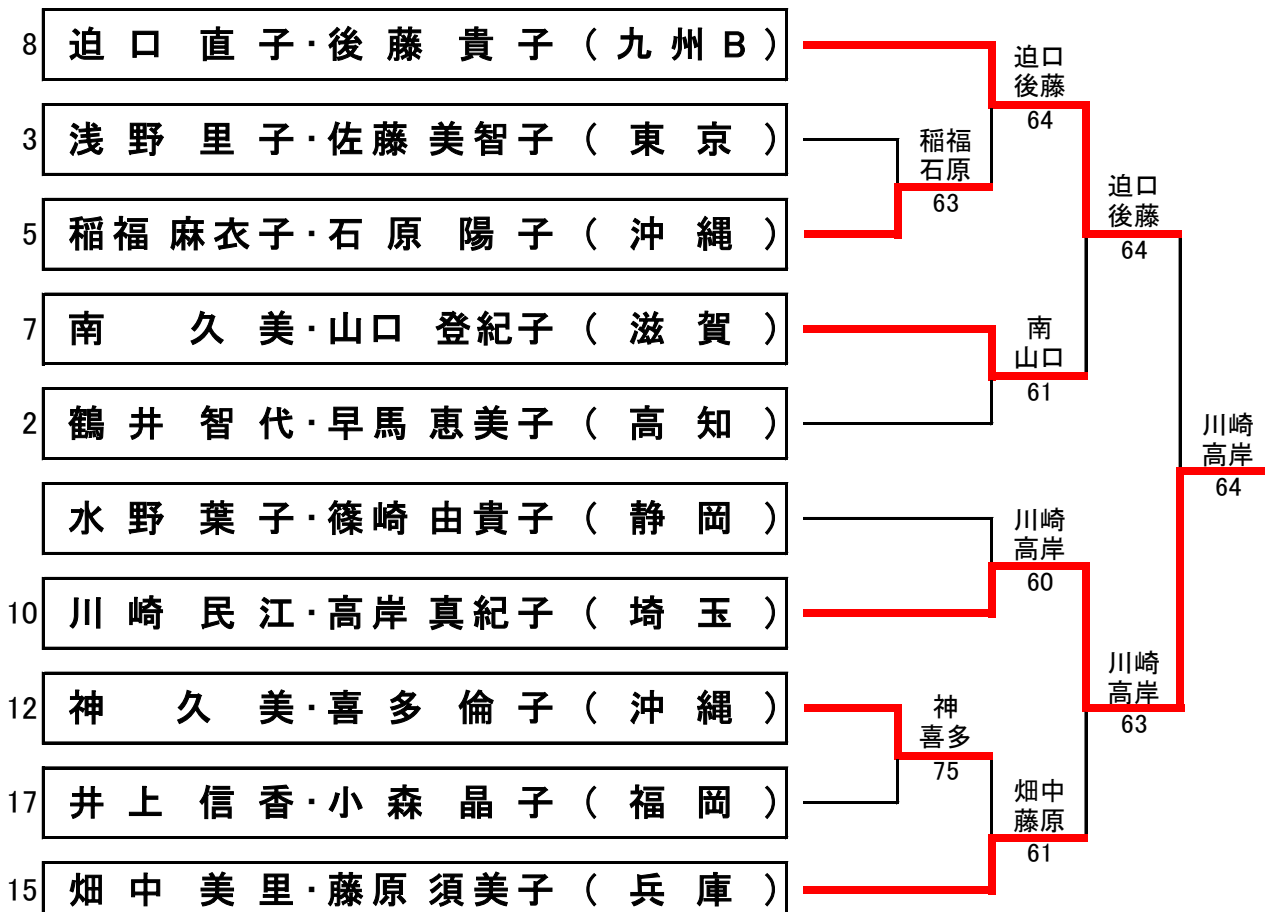 8 迫口 直子・後藤 貴子 ( 九州B )
3 浅野 里子・佐藤 美智子 ( 東京 )
5 稲福 麻衣子・石原 陽子 ( 沖縄 )
7 南 久美・山口 登紀子 ( 滋賀 )
2 鶴井 智代・早馬 恵美子 ( 高知 )
水野 葉子・篠崎 由貴子 ( 静岡 )
10 川崎 民江・高岸 真紀子 ( 埼玉 )
12 神 久美・喜多 倫子 ( 沖縄 )
17 井上 信香・小森 晶子 ( 福岡 )
15 畑中 美里・藤原 須美子 ( 兵庫 )
稲福
石原
63
神
喜多
75
迫口
後藤
64
南
山口
61
川崎
高岸
60
畑中
藤原
61
迫口
後藤
64
川崎
高岸
63
川崎
高岸
64